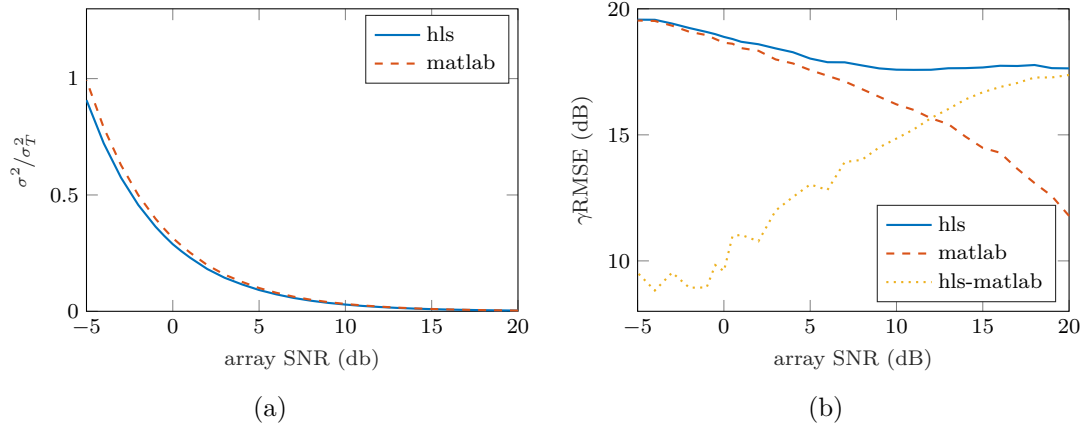 hls
matlab
1
0.5
0
σ²/σ²_T
−5 0 5 10 15 20
array SNR (db)
(a)
20
15
10
γRMSE (dB)
hls
matlab
hls-matlab
−5 0 5 10 15 20
array SNR (dB)
(b)